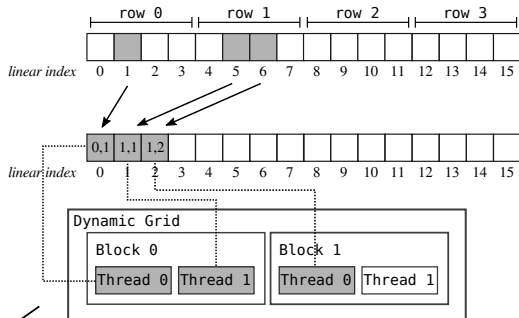 row 0 row 1 row 2 row 3
linear index 0 1 2 3 4 5 6 7 8 9 10 11 12 13 14 15
0,1 1,1 1,2
linear index 0 1 2 3 4 5 6 7 8 9 10 11 12 13 14 15
Dynamic Grid
Block 0 Block 1
Thread 0 Thread 1 Thread 0 Thread 1